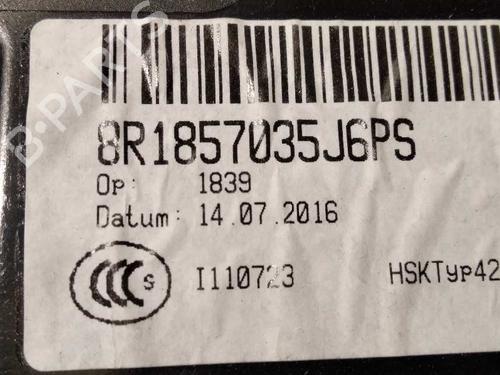 B-PARTS
8R1857035J6PS
Op: 1839
Datum: 14.07.2016
CCC S I110723 HSKTyp42